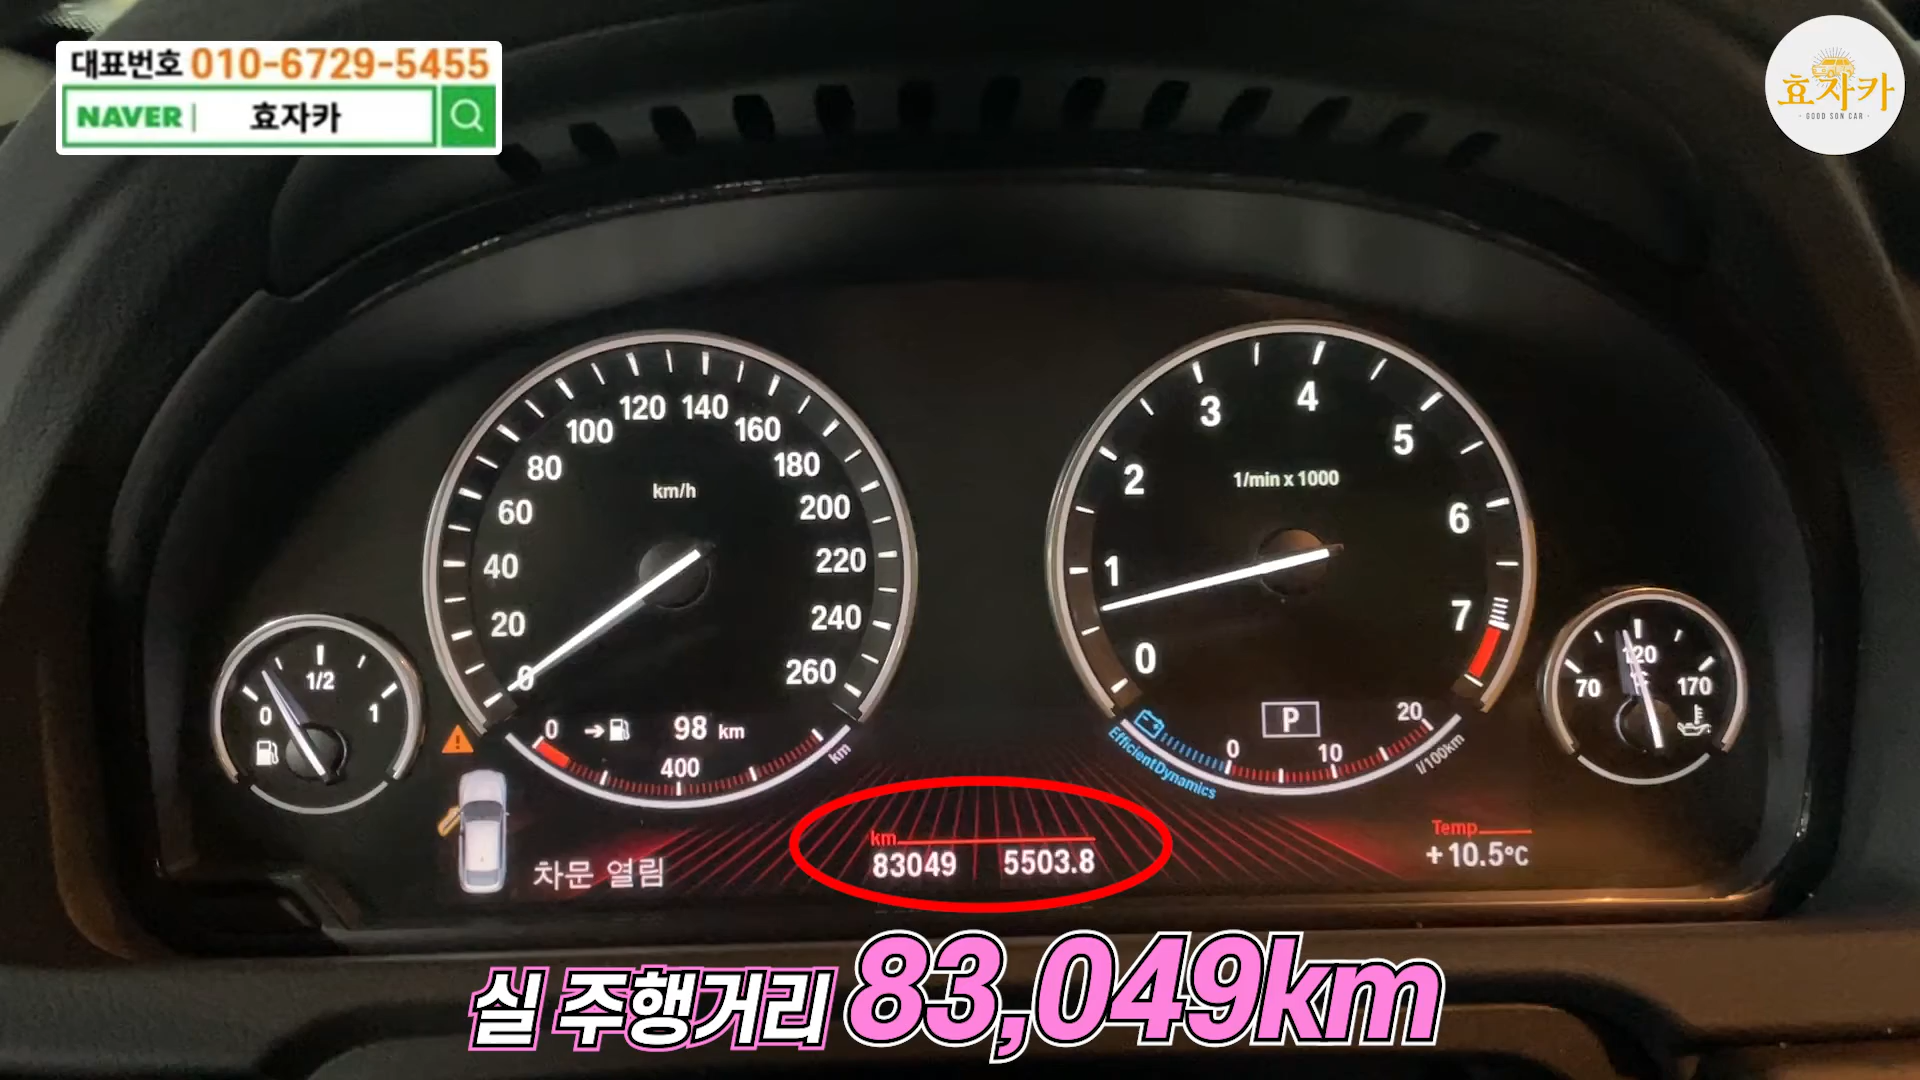 대표번호 010-6729-5455
NAVER 효자카
효자카
· GOOD SON CAR ·
0 20 40 60 80 100 120 140 160 180 200 220 240 260
km/h
0 1 2 3 4 5 6 7
1/min x 1000
0 1/2 1
0 400 km
98 km
P
0 10 20 l/100km
EfficientDynamics
70 120 170
°C
차문 열림
km
83049 5503.8
Temp
+10.5°C
실 주행거리 83,049km